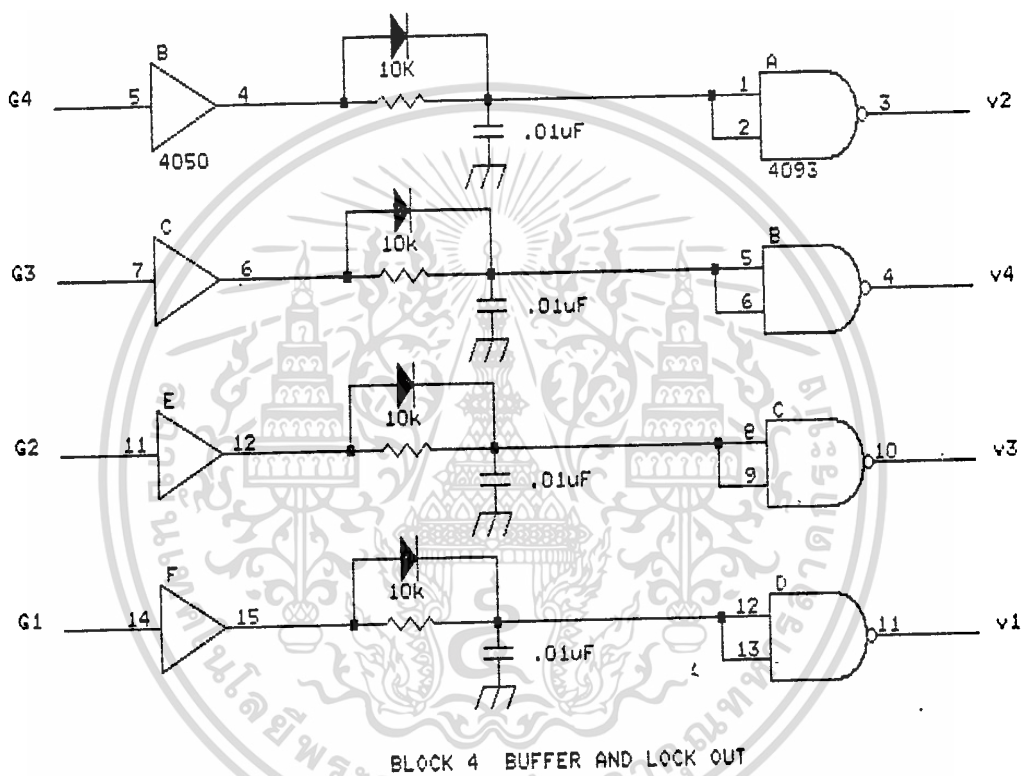 B
10K
A
G4 5 4 1 3 v2
2
.01uF
4050
4093
C
10k
B
G3 7 6 5 4 v4
6
.01uF
E
10k
C
G2 11 12 8 10 v3
9
.01uF
F
10k
D
G1 14 15 12 11 v1
13
.01uF
BLOCK 4 BUFFER AND LOCK OUT